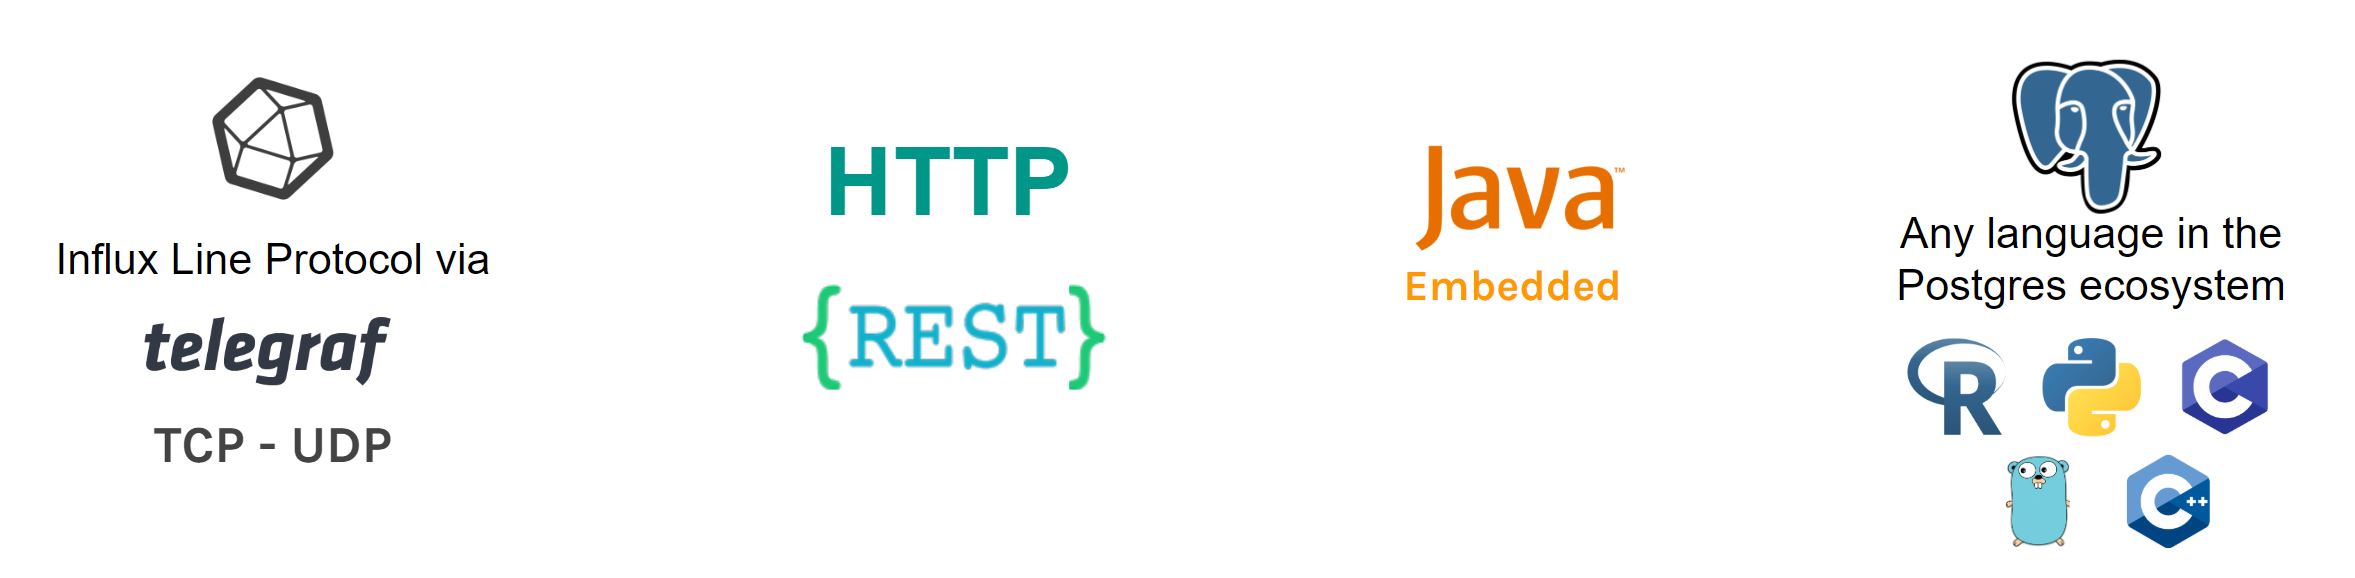 Influx Line Protocol via
telegraf
TCP - UDP
HTTP
{REST}
Java™
Embedded
Any language in the
Postgres ecosystem
R
C
C++